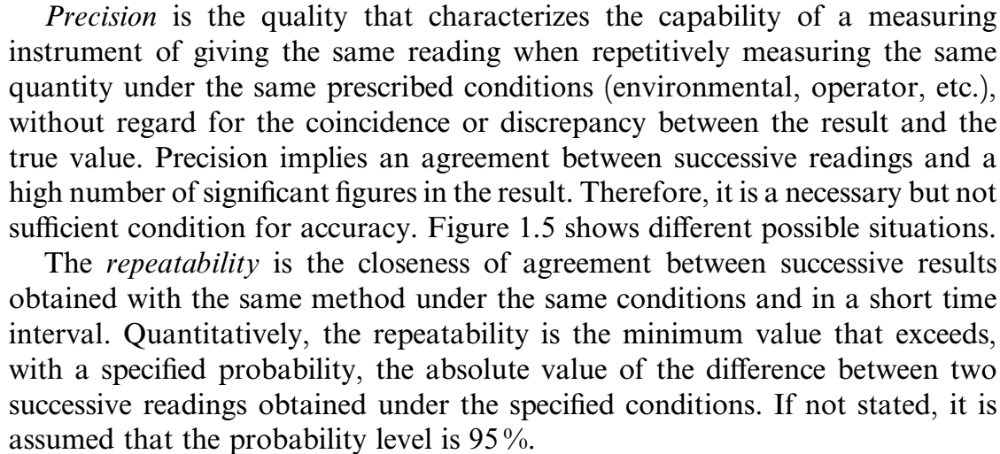 Precision is the quality that characterizes the capability of a measuring
instrument of giving the same reading when repetitively measuring the same
quantity under the same prescribed conditions (environmental, operator, etc.),
without regard for the coincidence or discrepancy between the result and the
true value. Precision implies an agreement between successive readings and a
high number of significant figures in the result. Therefore, it is a necessary but not
sufficient condition for accuracy. Figure 1.5 shows different possible situations.
The repeatability is the closeness of agreement between successive results
obtained with the same method under the same conditions and in a short time
interval. Quantitatively, the repeatability is the minimum value that exceeds,
with a specified probability, the absolute value of the difference between two
successive readings obtained under the specified conditions. If not stated, it is
assumed that the probability level is 95 %.